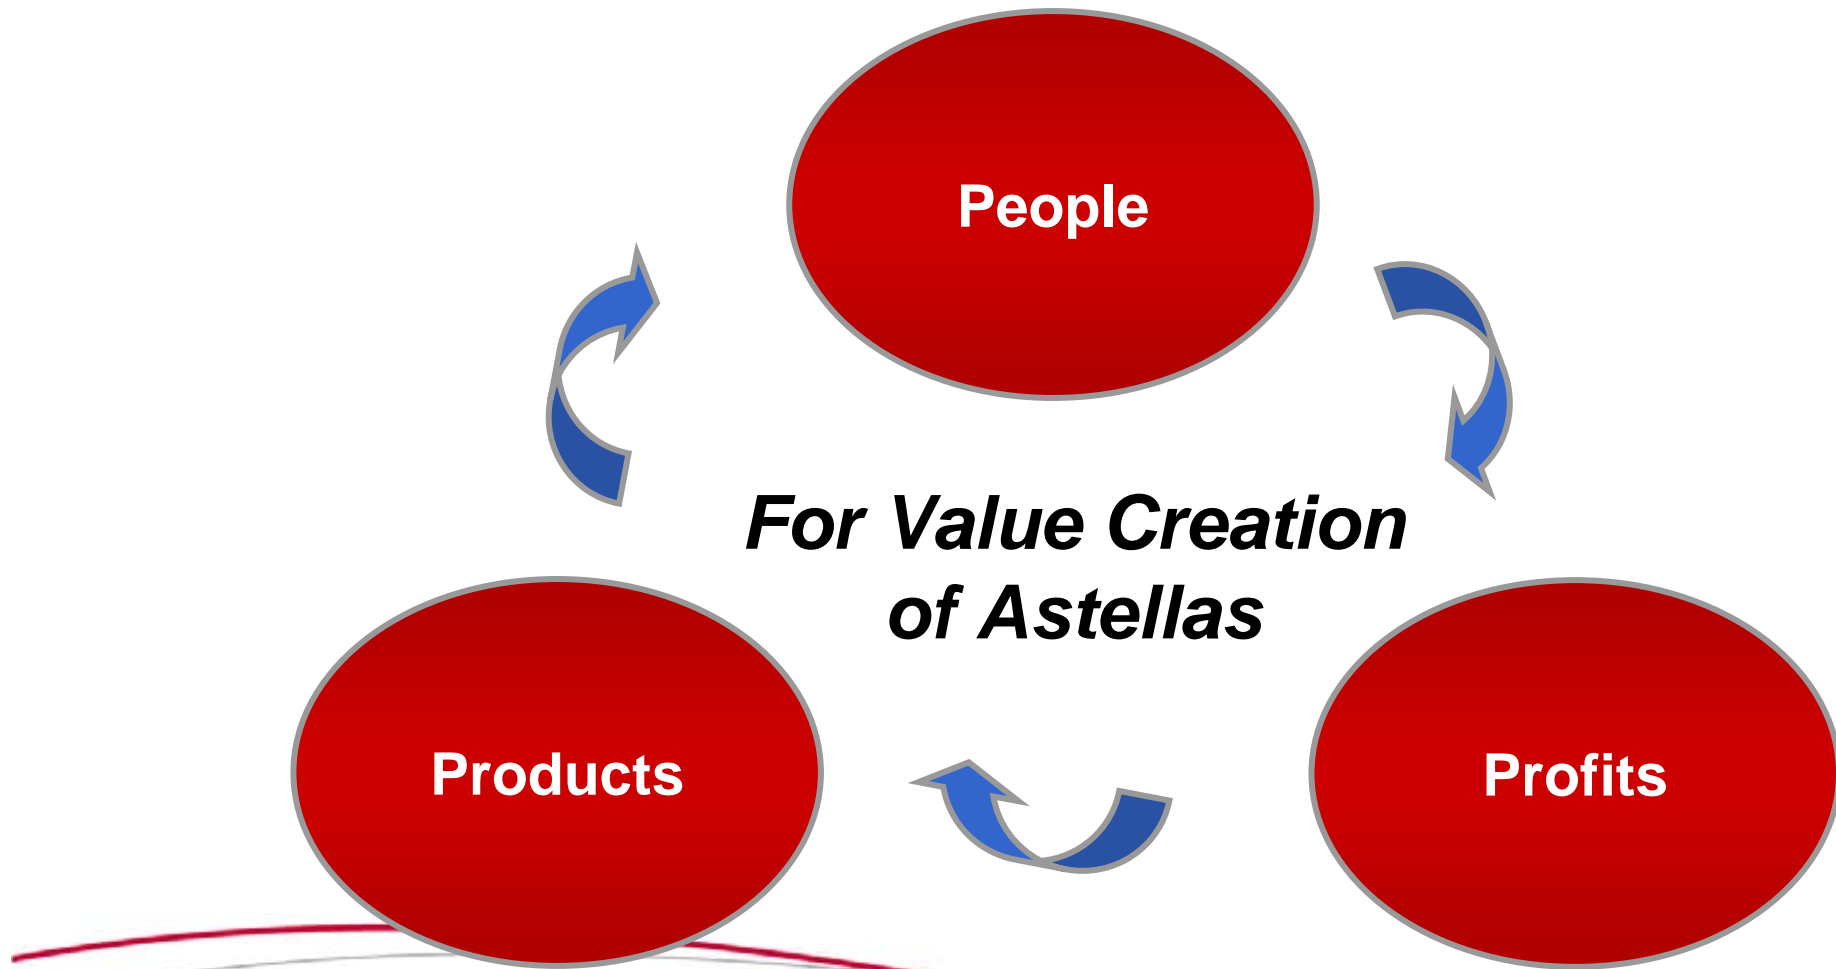 People
For Value Creation
of Astellas
Products
Profits